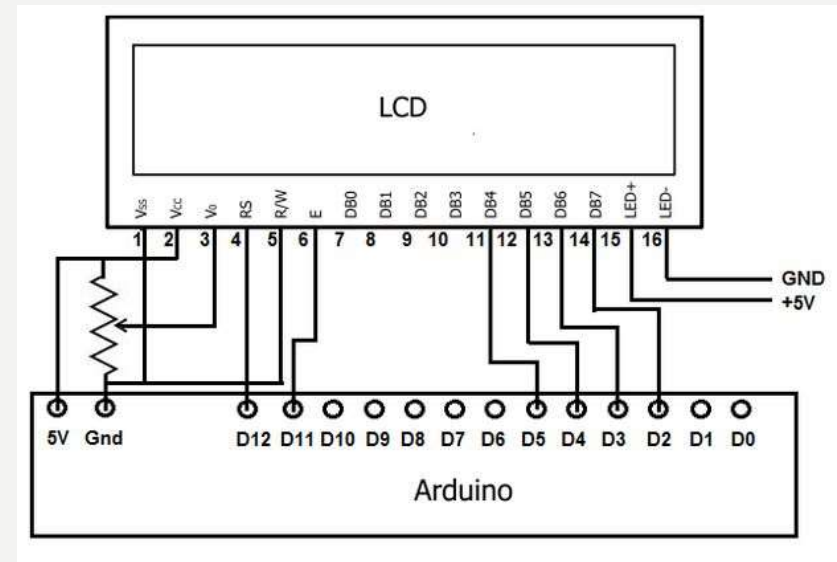 LCD
Vss Vcc V₀ RS R/W E DB0 DB1 DB2 DB3 DB4 DB5 DB6 DB7 LED+ LED-
1 2 3 4 5 6 7 8 9 10 11 12 13 14 15 16
GND
+5V
5V Gnd D12 D11 D10 D9 D8 D7 D6 D5 D4 D3 D2 D1 D0
Arduino